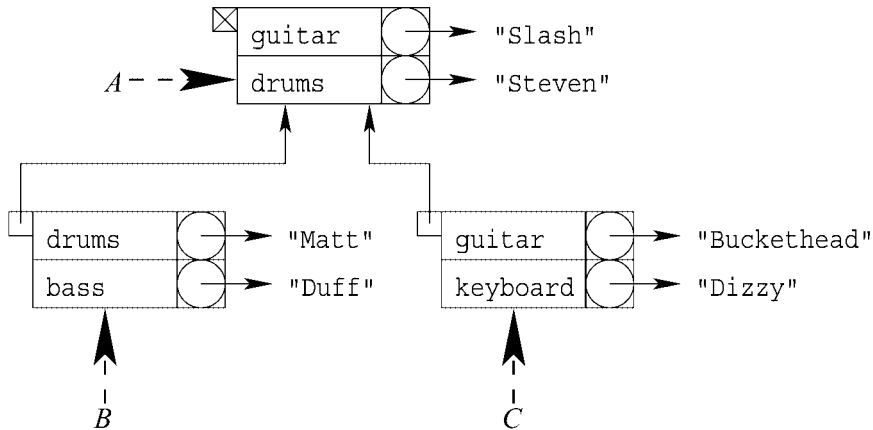 guitar "Slash"
A drums "Steven"
drums "Matt" guitar "Buckethead"
bass "Duff" keyboard "Dizzy"
B C